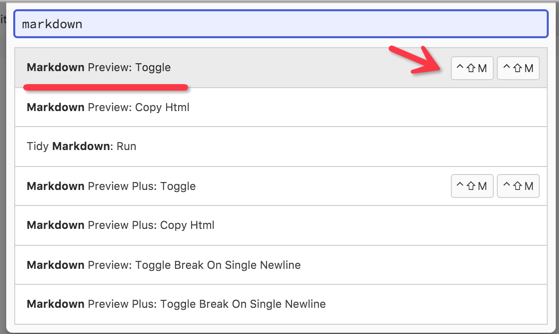 it
markdown
Markdown Preview: Toggle ^⇧M ^⇧M
Markdown Preview: Copy Html
Tidy Markdown: Run
Markdown Preview Plus: Toggle ^⇧M ^⇧M
Markdown Preview Plus: Copy Html
Markdown Preview: Toggle Break On Single Newline
Markdown Preview Plus: Toggle Break On Single Newline